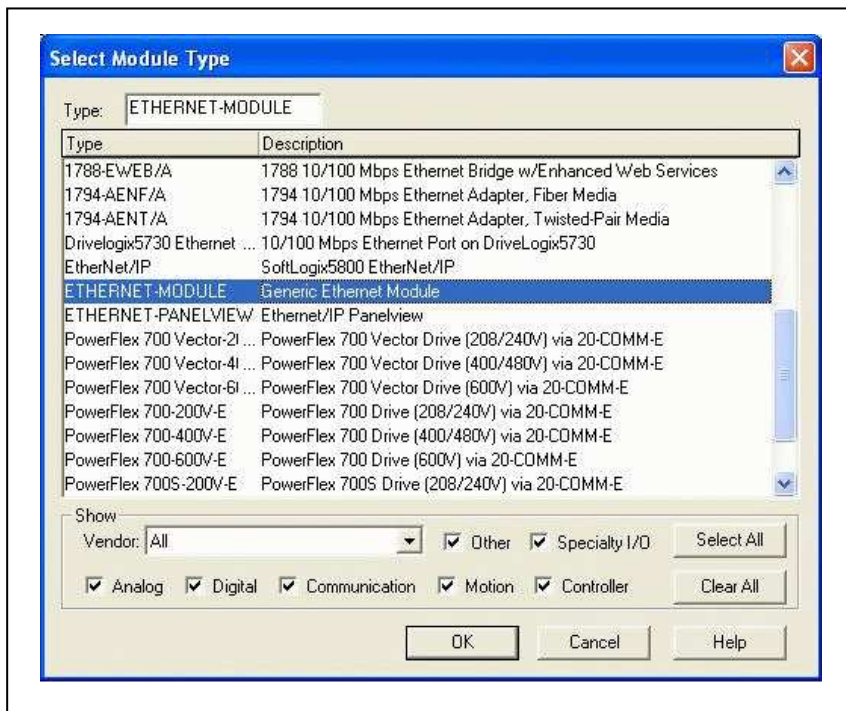 Select Module Type
Type: ETHERNET-MODULE
Type Description
1788-EWEB/A 1788 10/100 Mbps Ethernet Bridge w/Enhanced Web Services
1794-AENF/A 1794 10/100 Mbps Ethernet Adapter, Fiber Media
1794-AENT/A 1794 10/100 Mbps Ethernet Adapter, Twisted-Pair Media
Drivelogix5730 Ethernet ... 10/100 Mbps Ethernet Port on DriveLogix5730
EtherNet/IP SoftLogix5800 EtherNet/IP
ETHERNET-MODULE Generic Ethernet Module
ETHERNET-PANELVIEW Ethernet/IP Panelview
PowerFlex 700 Vector-2( ... PowerFlex 700 Vector Drive (208/240V) via 20-COMM-E
PowerFlex 700 Vector-4( ... PowerFlex 700 Vector Drive (400/480V) via 20-COMM-E
PowerFlex 700 Vector-6( ... PowerFlex 700 Vector Drive (600V) via 20-COMM-E
PowerFlex 700-200V-E PowerFlex 700 Drive (208/240V) via 20-COMM-E
PowerFlex 700-400V-E PowerFlex 700 Drive (400/480V) via 20-COMM-E
PowerFlex 700-600V-E PowerFlex 700 Drive (600V) via 20-COMM-E
PowerFlex 700S-200V-E PowerFlex 700S Drive (208/240V) via 20-COMM-E
Show
Vendor: All Other Specialty I/O Select All
Analog Digital Communication Motion Controller Clear All
OK Cancel Help